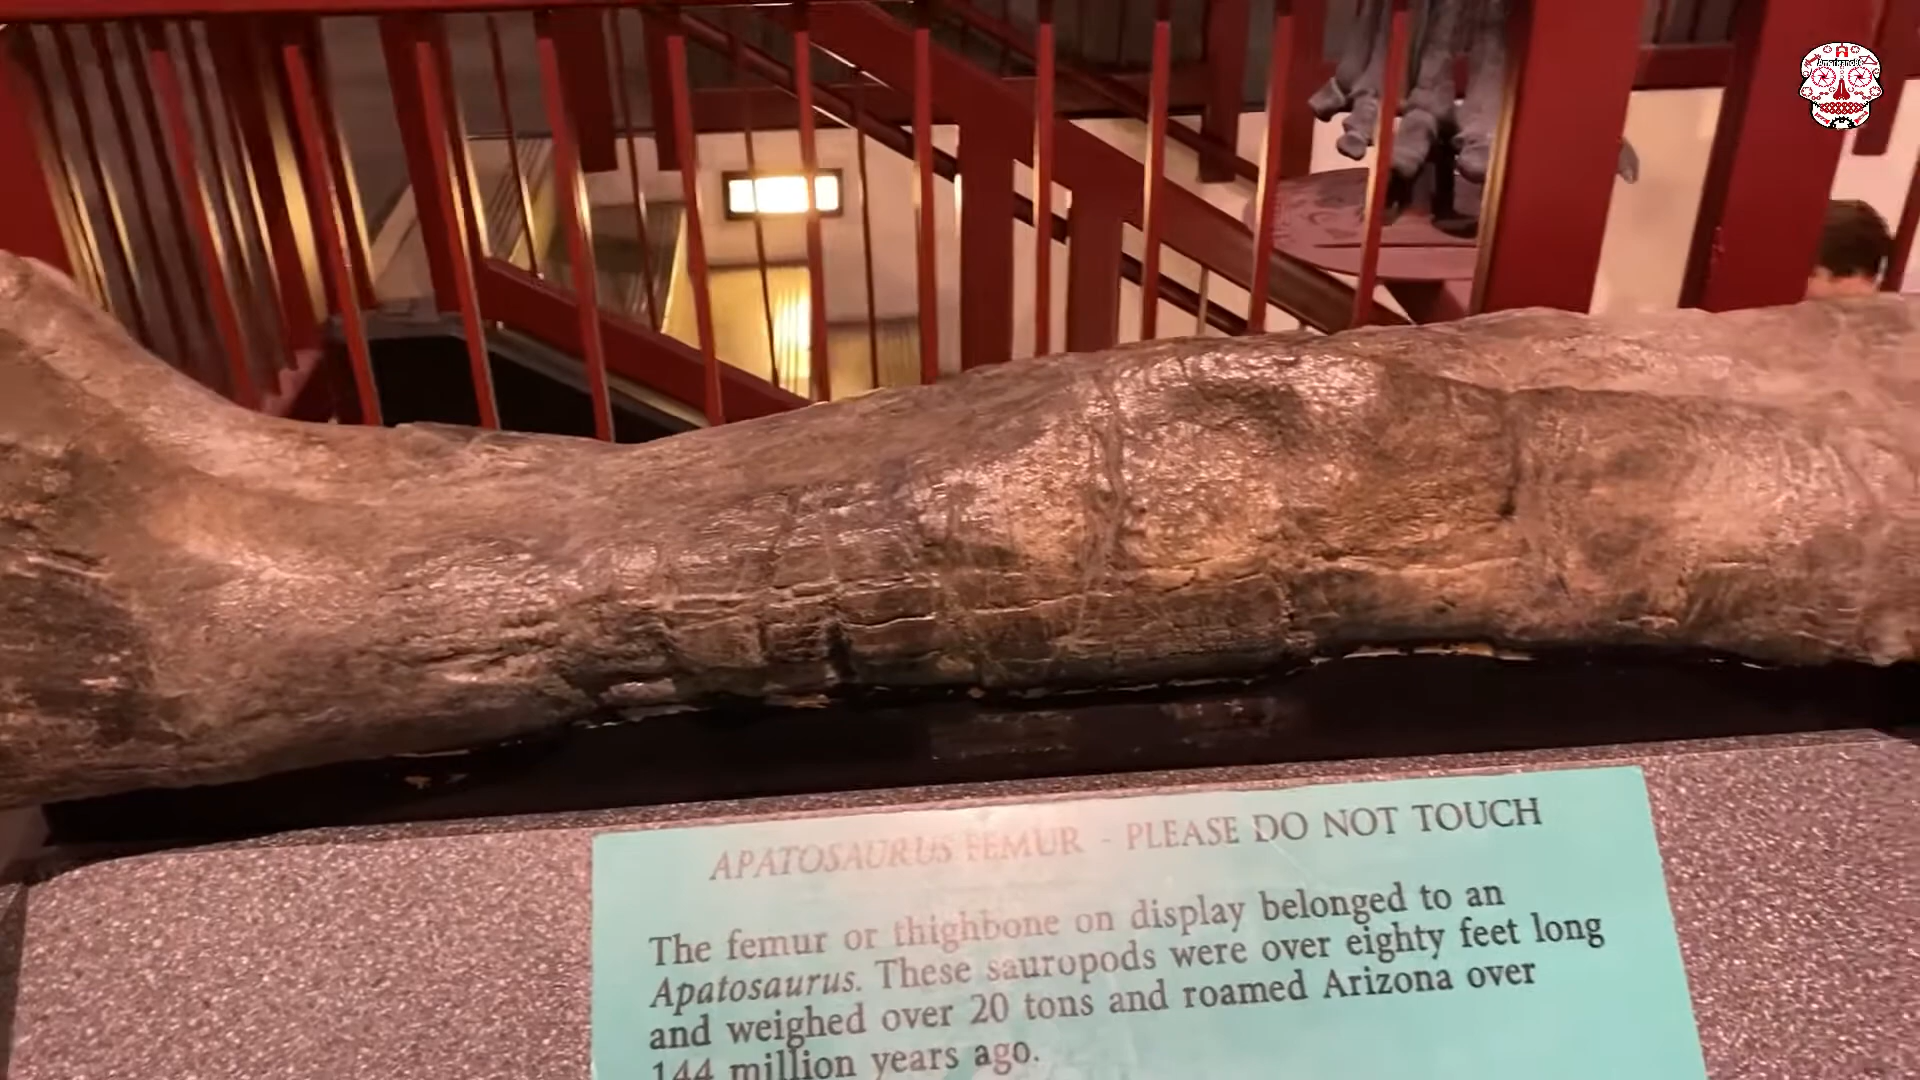 APATOSAURUS FEMUR - PLEASE DO NOT TOUCH
The femur or thighbone on display belonged to an
Apatosaurus. These sauropods were over eighty feet long
and weighed over 20 tons and roamed Arizona over
144 million years ago.